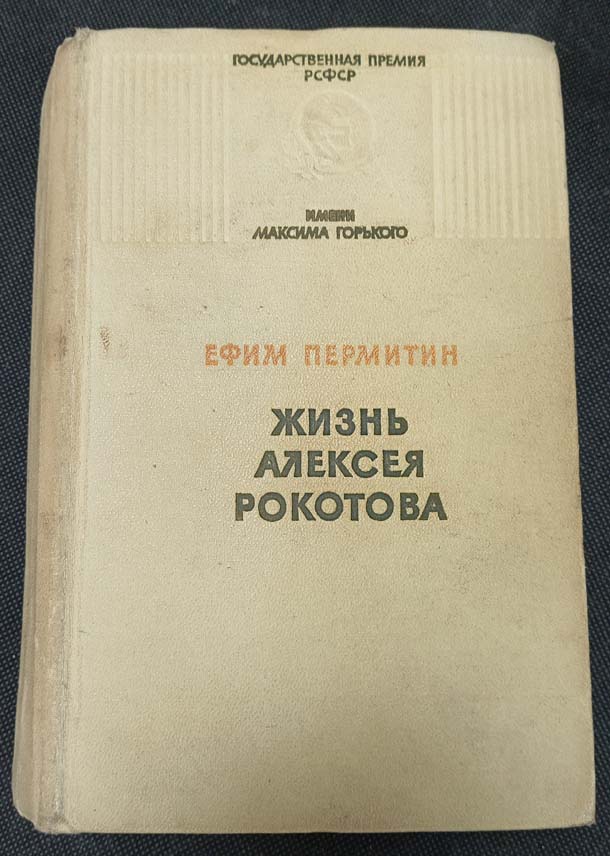 ГОСУДАРСТВЕННАЯ ПРЕМИЯ
РСФСР
ИМЕНИ
МАКСИМА ГОРЬКОГО
ЕФИМ ПЕРМИТИН
ЖИЗНЬ
АЛЕКСЕЯ
РОКОТОВА